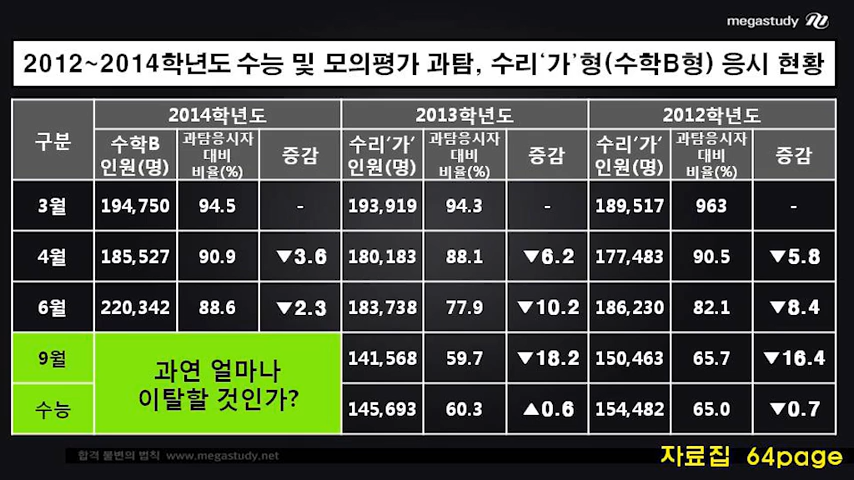 megastudy
2012~2014학년도 수능 및 모의평가 과탐, 수리‘가’형(수학B형) 응시 현황
구분 2014학년도 2013학년도 2012학년도
수학B 인원(명) 과탐응시자 대비 비율(%) 증감 수리‘가’ 인원(명) 과탐응시자 대비 비율(%) 증감 수리‘가’ 인원(명) 과탐응시자 대비 비율(%) 증감
3월 194,750 94.5 - 193,919 94.3 - 189,517 963 -
4월 185,527 90.9 ▼3.6 180,183 88.1 ▼6.2 177,483 90.5 ▼5.8
6월 220,342 88.6 ▼2.3 183,738 77.9 ▼10.2 186,230 82.1 ▼8.4
9월 과연 얼마나 141,568 59.7 ▼18.2 150,463 65.7 ▼16.4
수능 이탈할 것인가? 145,693 60.3 ▲0.6 154,482 65.0 ▼0.7
합격 불변의 법칙 www.megastudy.net
자료집 64page